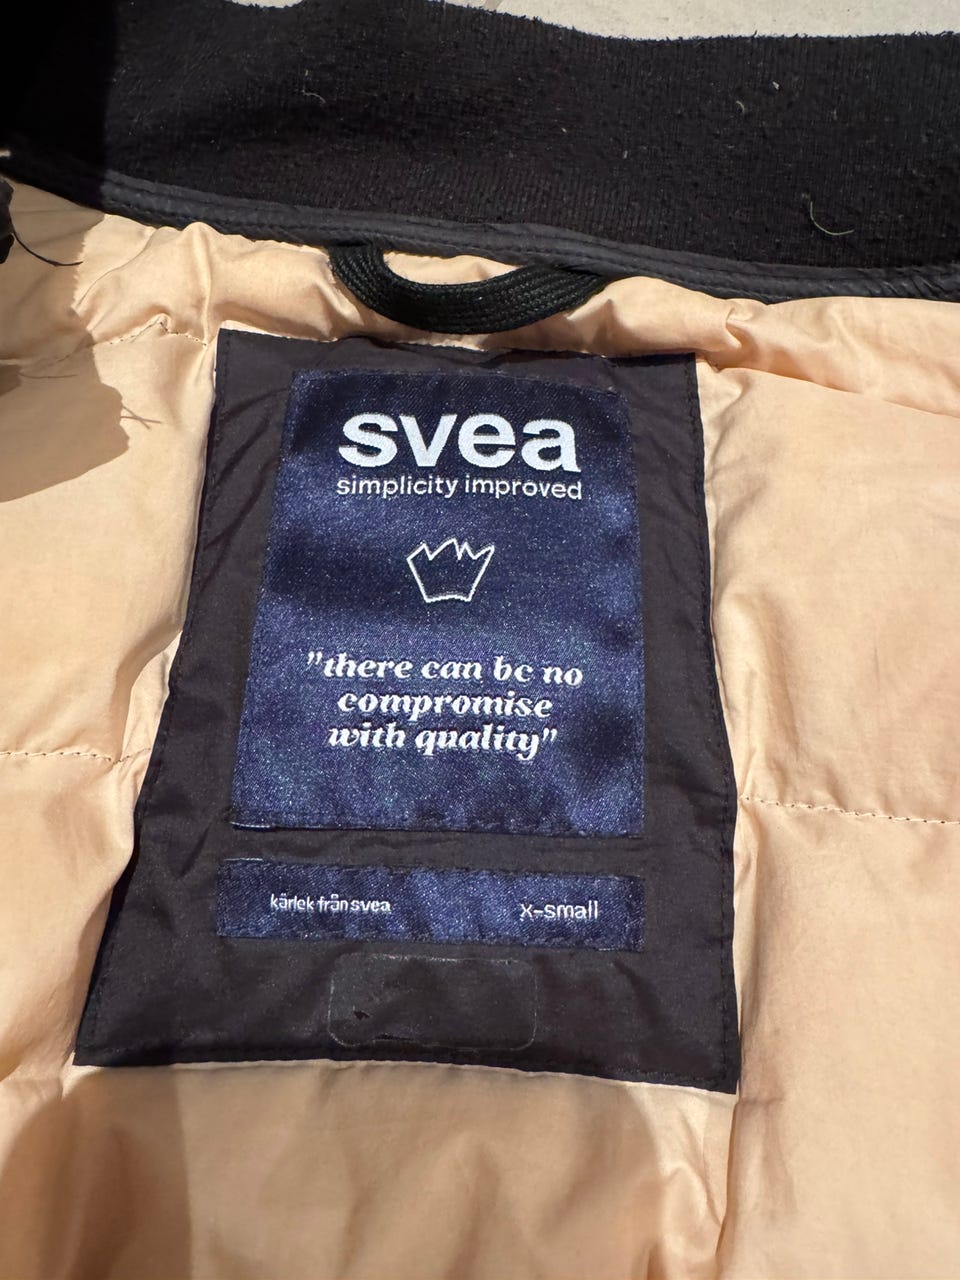 svea
simplicity improved
"there can be no
compromise
with quality"
kärlek från svea
x-small